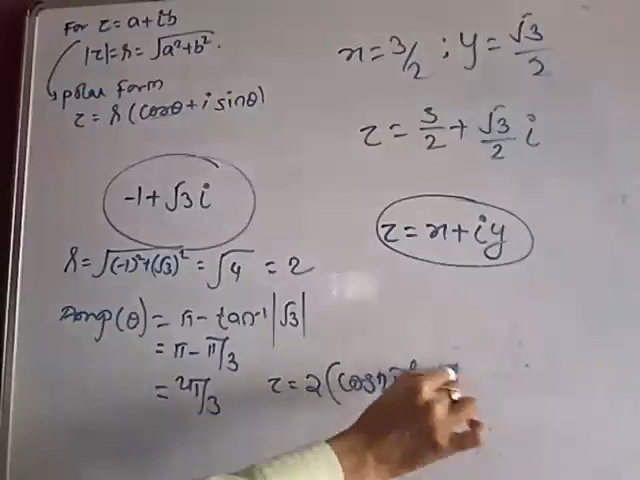 For z = a + ib
|z| = r = √a²+b².
polar form
z = r (cosθ + i sinθ)
-1 + √3 i
r = √(-1)²+(√3)² = √4 = 2
Amp(θ) = π - tan⁻¹ |√3|
= π - π/3
= 2π/3
z = 2 (cos
x = 3/2 ; y = √3/2
z = 3/2 + √3/2 i
z = x + iy